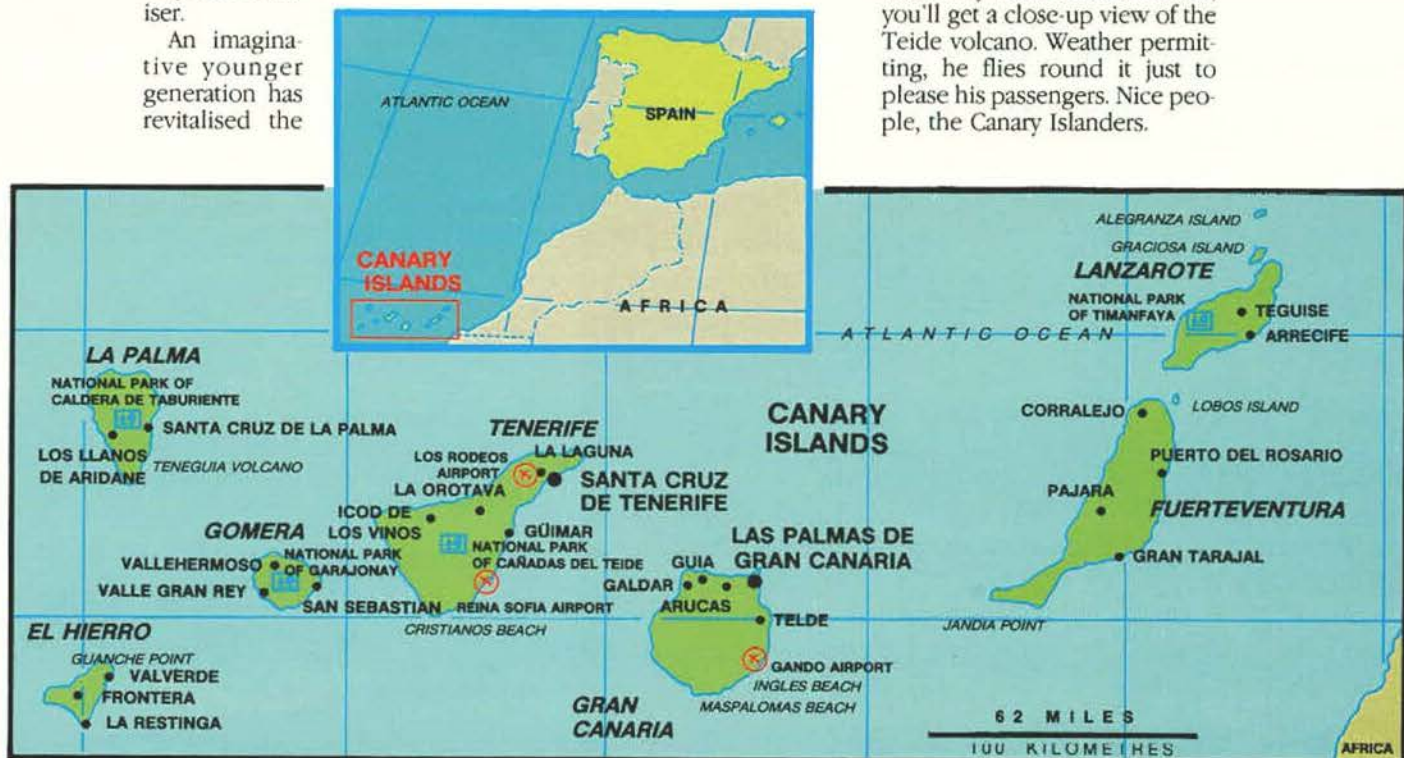 iser.
An imagina-
tive younger
generation has
revitalised the
you'll get a close-up view of the
Teide volcano. Weather permit-
ting, he flies round it just to
please his passengers. Nice peo-
ple, the Canary Islanders.
ATLANTIC OCEAN
SPAIN
CANARY
ISLANDS
AFRICA
ALEGRANZA ISLAND
GRACIOSA ISLAND
LANZAROTE
NATIONAL PARK
OF TIMANFAYA
TEGUISE
ATLANTIC OCEAN
ARRECIFE
LA PALMA
NATIONAL PARK OF
CALDERA DE TABURIENTE
SANTA CRUZ DE LA PALMA
LOS LLANOS
DE ARIDANE
TENEGUIA VOLCANO
TENERIFE
LOS RODEOS
AIRPORT
LA LAGUNA
LA OROTAVA
SANTA CRUZ
DE TENERIFE
ICOD DE
LOS VINOS
GÜIMAR
NATIONAL PARK
OF CAÑADAS DEL TEIDE
REINA SOFIA AIRPORT
CRISTIANOS BEACH
CANARY
ISLANDS
CORRALEJO
LOBOS ISLAND
PUERTO DEL ROSARIO
PAJARA
FUERTEVENTURA
GRAN TARAJAL
JANDIA POINT
GOMERA
VALLEHERMOSO
NATIONAL PARK
OF GARAJONAY
VALLE GRAN REY
SAN SEBASTIAN
LAS PALMAS DE
GRAN CANARIA
GUIA
GALDAR
ARUCAS
TELDE
GANDO AIRPORT
INGLES BEACH
MASPALOMAS BEACH
GRAN
CANARIA
EL HIERRO
GUANCHE POINT
VALVERDE
FRONTERA
LA RESTINGA
62 MILES
100 KILOMETRES
AFRICA